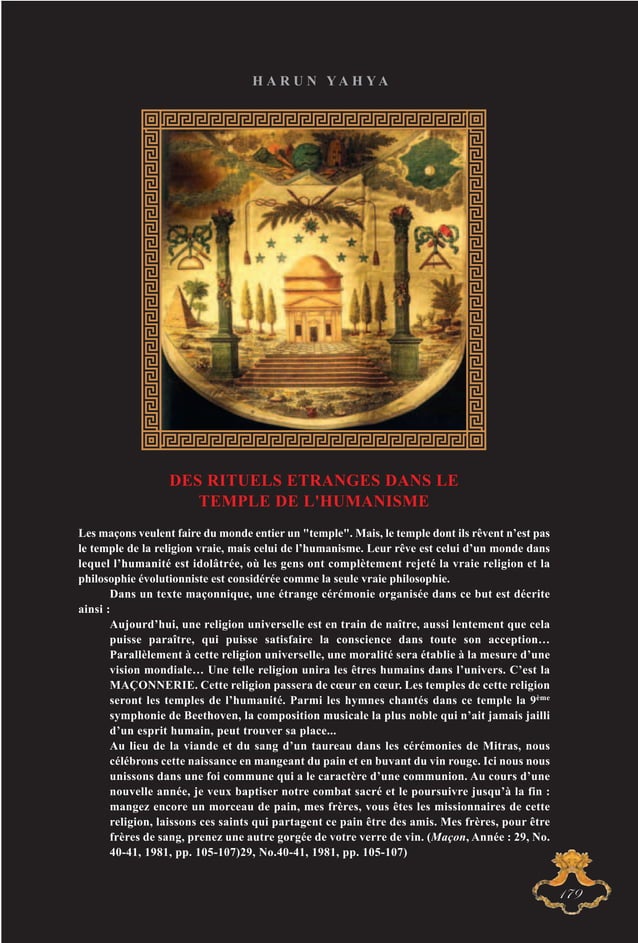 HARUN YAHYA
DES RITUELS ETRANGES DANS LE
TEMPLE DE L'HUMANISME
Les maçons veulent faire du monde entier un "temple". Mais, le temple dont ils rêvent n’est pas
le temple de la religion vraie, mais celui de l’humanisme. Leur rêve est celui d’un monde dans
lequel l’humanité est idolâtrée, où les gens ont complètement rejeté la vraie religion et la
philosophie évolutionniste est considérée comme la seule vraie philosophie.
Dans un texte maçonnique, une étrange cérémonie organisée dans ce but est décrite
ainsi :
Aujourd’hui, une religion universelle est en train de naître, aussi lentement que cela
puisse paraître, qui puisse satisfaire la conscience dans toute son acception…
Parallèlement à cette religion universelle, une moralité sera établie à la mesure d’une
vision mondiale… Une telle religion unira les êtres humains dans l’univers. C’est la
MAÇONNERIE. Cette religion passera de cœur en cœur. Les temples de cette religion
seront les temples de l’humanité. Parmi les hymnes chantés dans ce temple la 9ème
symphonie de Beethoven, la composition musicale la plus noble qui n’ait jamais jailli
d’un esprit humain, peut trouver sa place...
Au lieu de la viande et du sang d’un taureau dans les cérémonies de Mitras, nous
célébrons cette naissance en mangeant du pain et en buvant du vin rouge. Ici nous nous
unissons dans une foi commune qui a le caractère d’une communion. Au cours d’une
nouvelle année, je veux baptiser notre combat sacré et le poursuivre jusqu’à la fin :
mangez encore un morceau de pain, mes frères, vous êtes les missionnaires de cette
religion, laissons ces saints qui partagent ce pain être des amis. Mes frères, pour être
frères de sang, prenez une autre gorgée de votre verre de vin. (Maçon, Année : 29, No.
40-41, 1981, pp. 105-107)29, No.40-41, 1981, pp. 105-107)
179